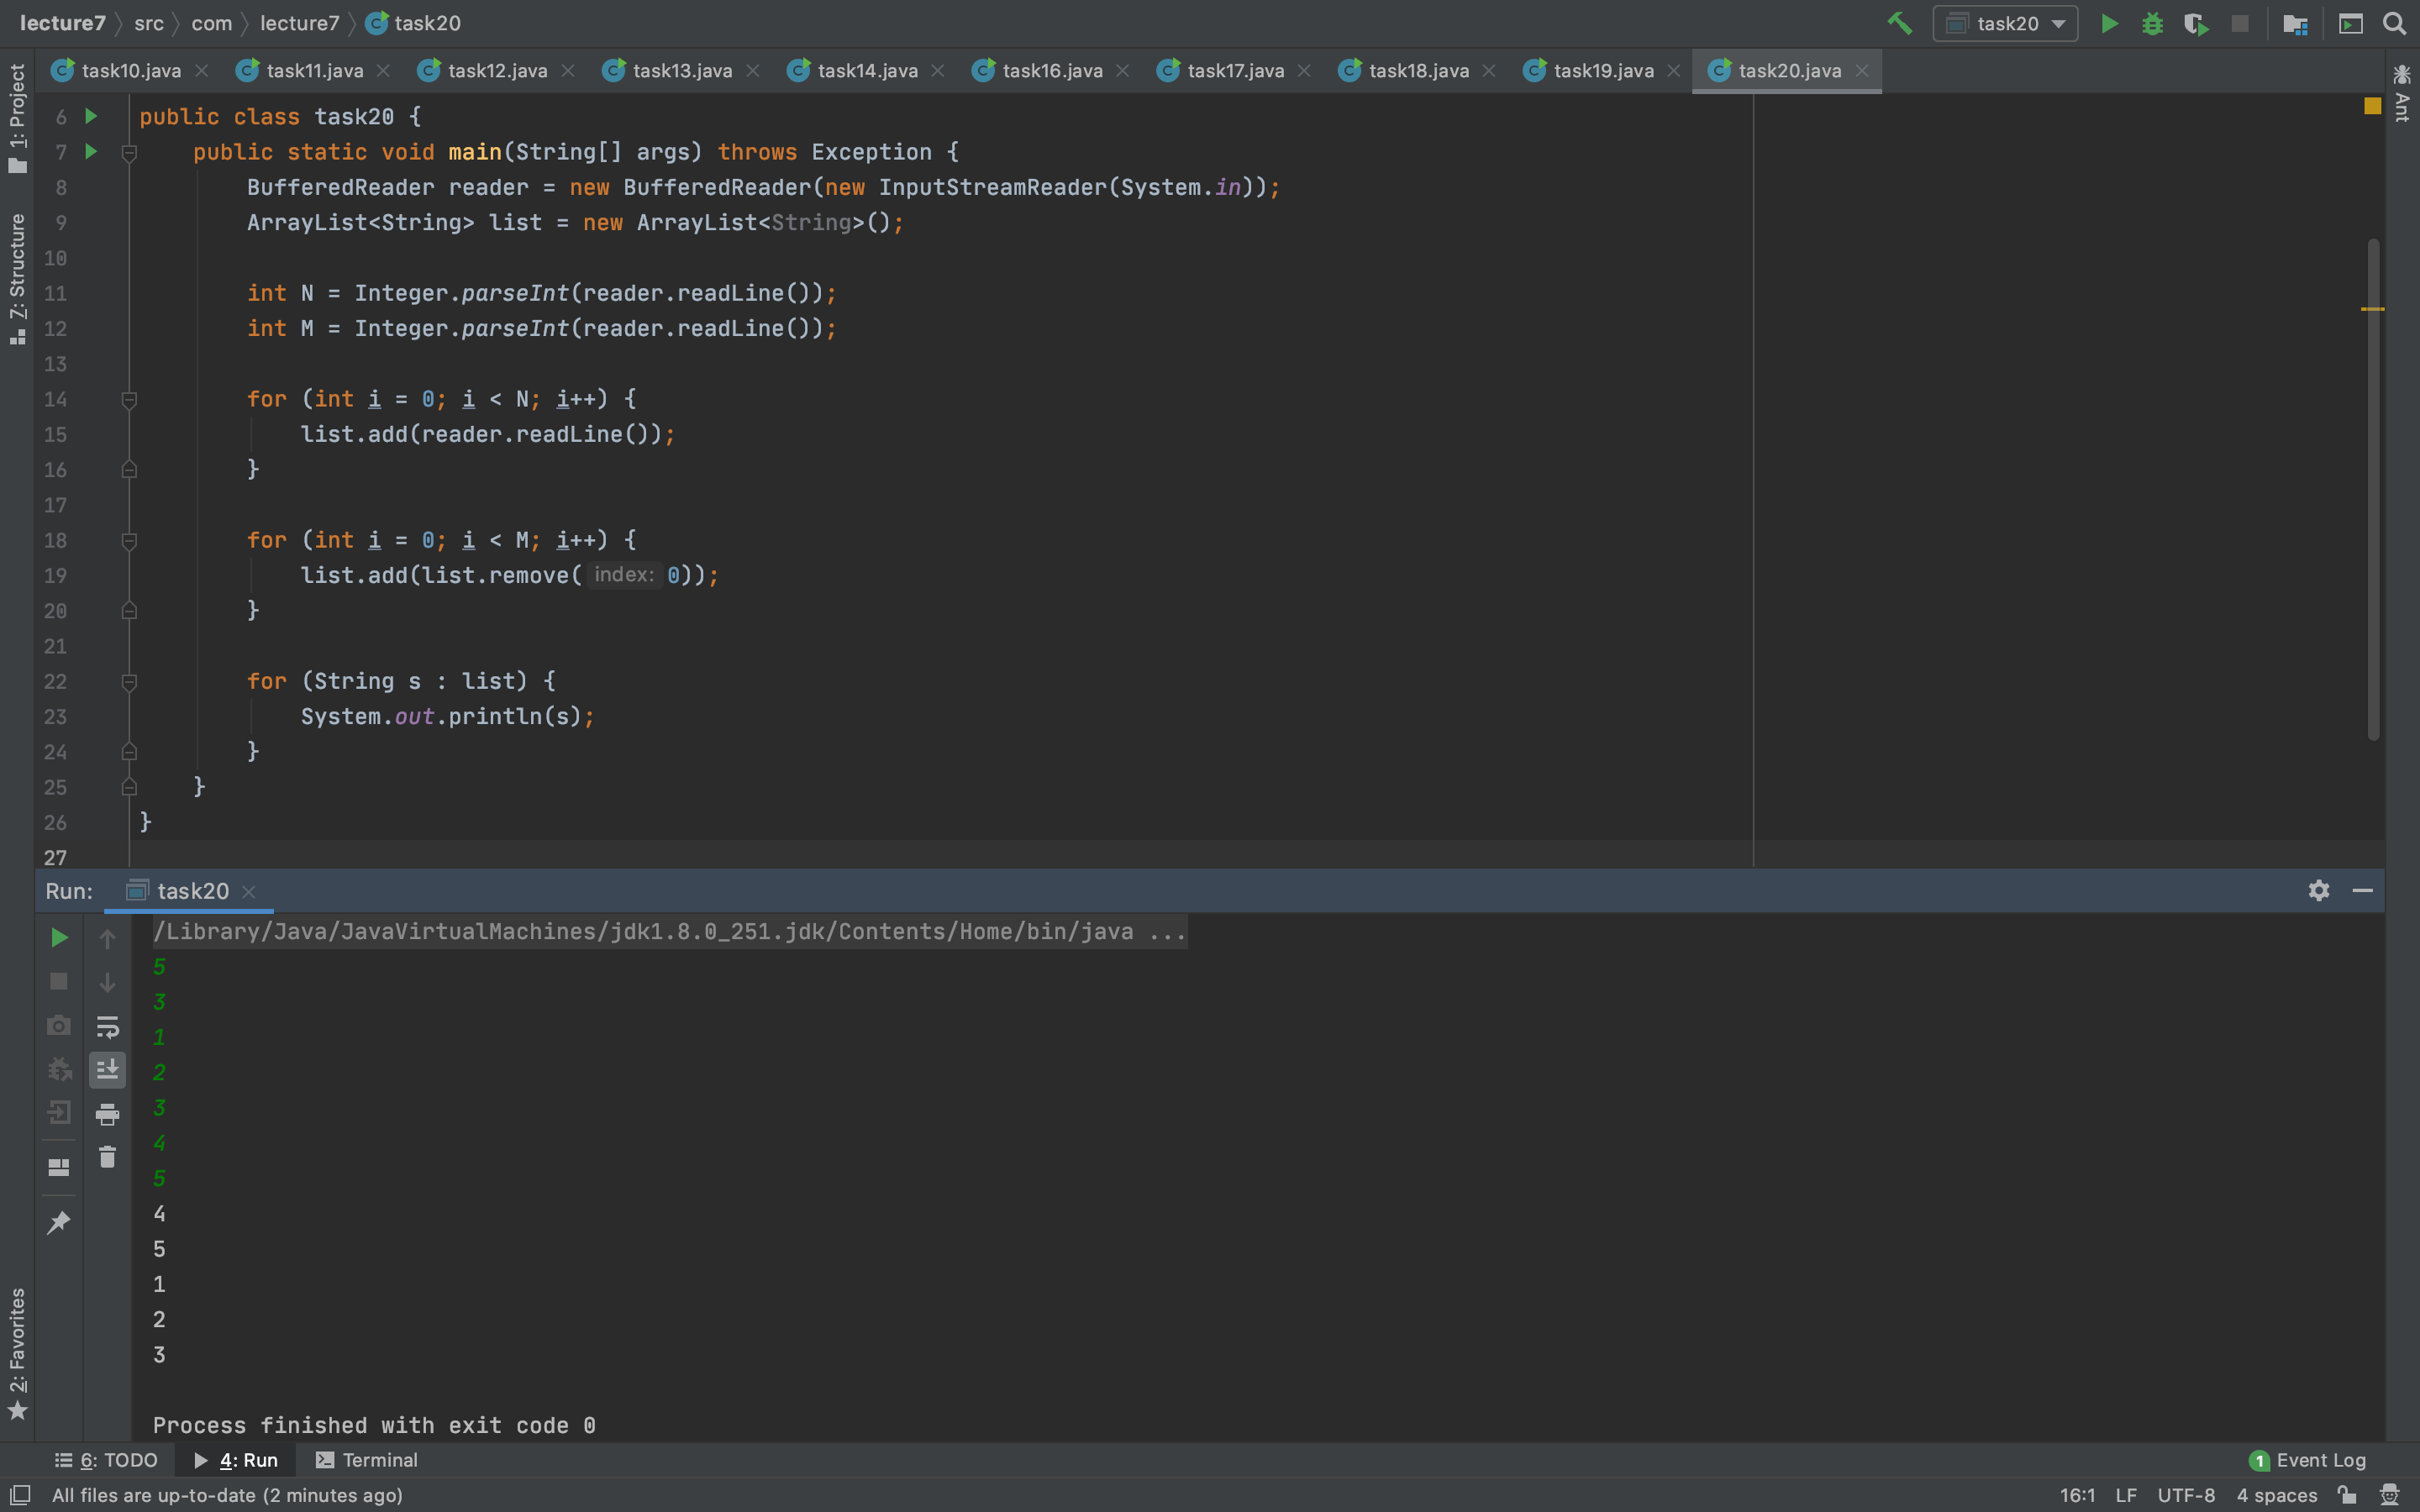 lecture7 src com lecture7 task20 task20
task10.java task11.java task12.java task13.java task14.java task16.java task17.java task18.java task19.java task20.java
1: Project
7: Structure
2: Favorites
Ant
6 public class task20 {
7 public static void main(String[] args) throws Exception {
8 BufferedReader reader = new BufferedReader(new InputStreamReader(System.in));
9 ArrayList<String> list = new ArrayList<String>();
10
11 int N = Integer.parseInt(reader.readLine());
12 int M = Integer.parseInt(reader.readLine());
13
14 for (int i = 0; i < N; i++) {
15 list.add(reader.readLine());
16 }
17
18 for (int i = 0; i < M; i++) {
19 list.add(list.remove( index: 0));
20 }
21
22 for (String s : list) {
23 System.out.println(s);
24 }
25 }
26 }
27
Run: task20
/Library/Java/JavaVirtualMachines/jdk1.8.0_251.jdk/Contents/Home/bin/java ...
5
3
1
2
3
4
5
4
5
1
2
3
Process finished with exit code 0
6: TODO 4: Run Terminal 1 Event Log
All files are up-to-date (2 minutes ago) 16:1 LF UTF-8 4 spaces